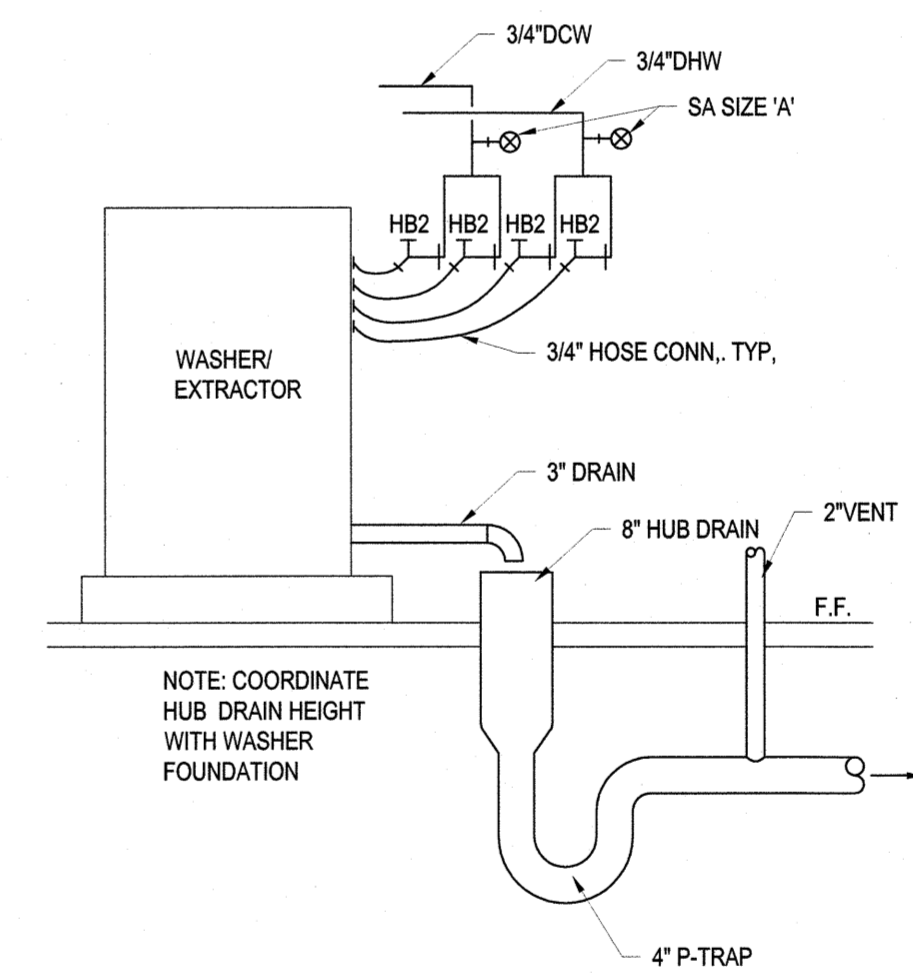 3/4"DCW
3/4"DHW
SA SIZE 'A'
HB2 HB2 HB2 HB2
3/4" HOSE CONN,. TYP,
WASHER/
EXTRACTOR
3" DRAIN
8" HUB DRAIN
2"VENT
F.F.
NOTE: COORDINATE
HUB DRAIN HEIGHT
WITH WASHER
FOUNDATION
4" P-TRAP